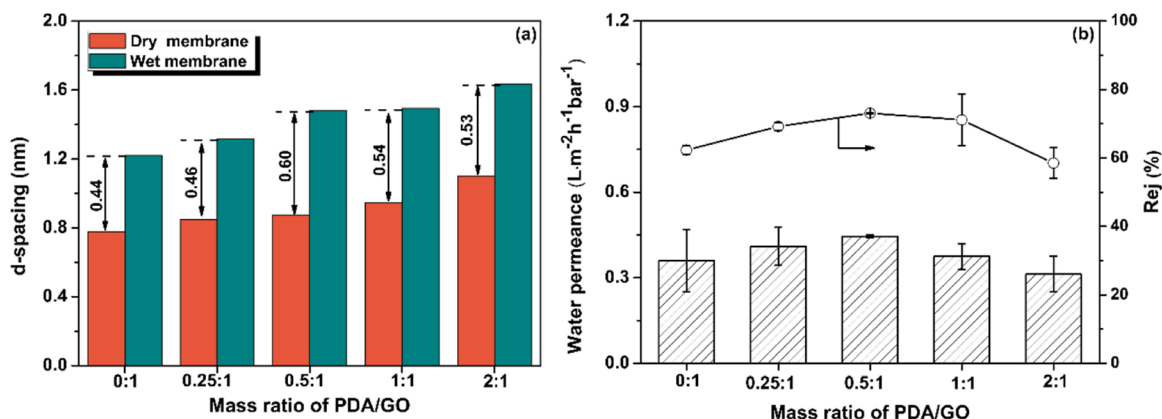 (a)
Dry membrane
Wet membrane
d-spacing (nm)
2.0
1.6
1.2
0.8
0.4
0.0
0.44
0.46
0.60
0.54
0.53
0:1 0.25:1 0.5:1 1:1 2:1
Mass ratio of PDA/GO
(b)
Water permeance (L·m⁻²h⁻¹bar⁻¹)
1.2
0.9
0.6
0.3
0.0
100
80
60
40
20
0
Rej (%)
0:1 0.25:1 0.5:1 1:1 2:1
Mass ratio of PDA/GO